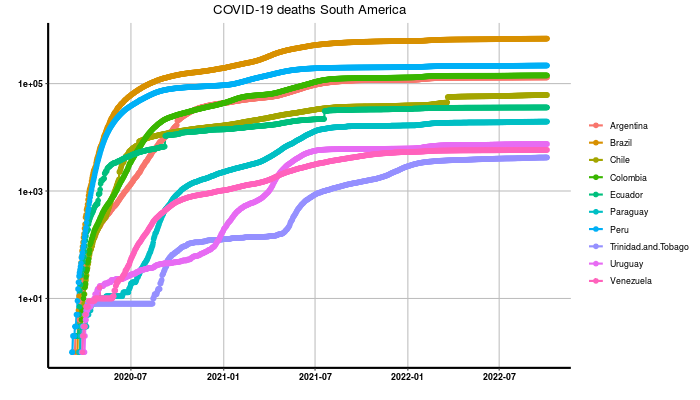 COVID-19 deaths South America
1e+05
1e+03
1e+01
2020-07
2021-01
2021-07
2022-01
2022-07
Argentina
Brazil
Chile
Colombia
Ecuador
Paraguay
Peru
Trinidad.and.Tobago
Uruguay
Venezuela